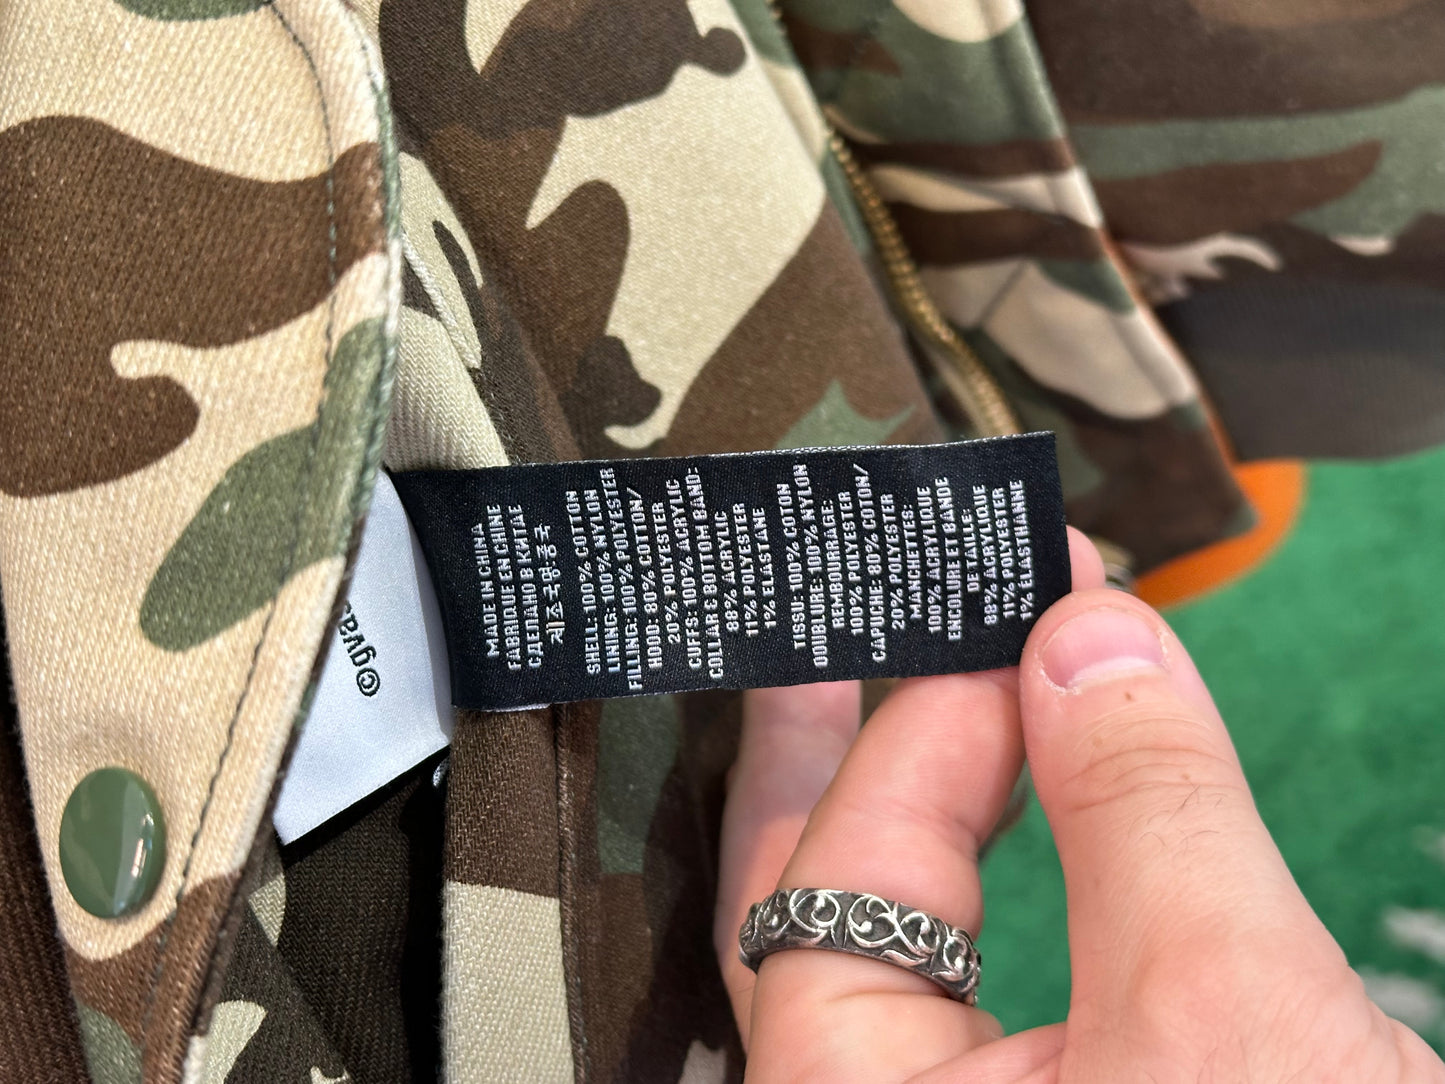 MADE IN CHINA
FABRIQUE EN CHINE
СДЕЛАНО В КИТАЕ
제조국명:중국
SHELL: 100% COTTON
LINING: 100% NYLON
FILLING: 100% POLYESTER
HOOD: 80% COTTON/
20% POLYESTER
CUFFS: 100% ACRYLIC
COLLAR & BOTTOM BAND:
88% ACRYLIC
11% POLYESTER
1% ELASTANE
TISSU: 100% COTON
DOUBLURE: 100% NYLON
REMBOURRAGE:
100% POLYESTER
CAPUCHE: 80% COTON/
20% POLYESTER
MANCHETTES:
100% ACRYLIQUE
ENCOLURE ET BANDE
DE TAILLE:
88% ACRYLIQUE
11% POLYESTER
1% ÉLASTHANNE